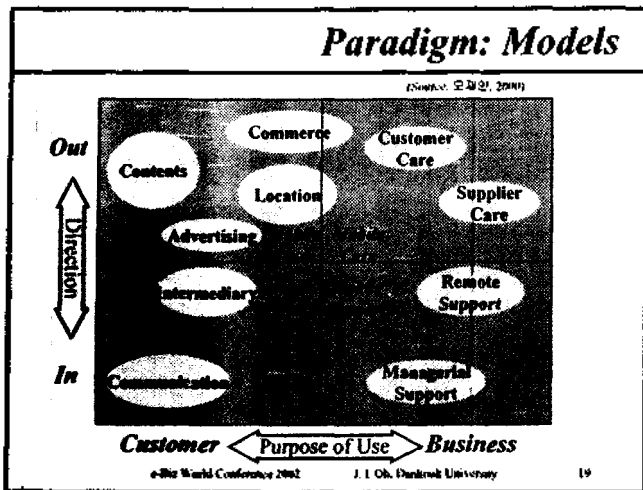 Paradigm: Models
(Source: 오재인, 2000)
Out
Direction
In
Contents
Commerce
Customer
Care
Location
Supplier
Care
Advertising
Intermediary
Remote
Support
Communication
Managerial
Support
Customer
Purpose of Use
Business
e-Biz World Conference 2002
J. I. Oh, Dankook University
19